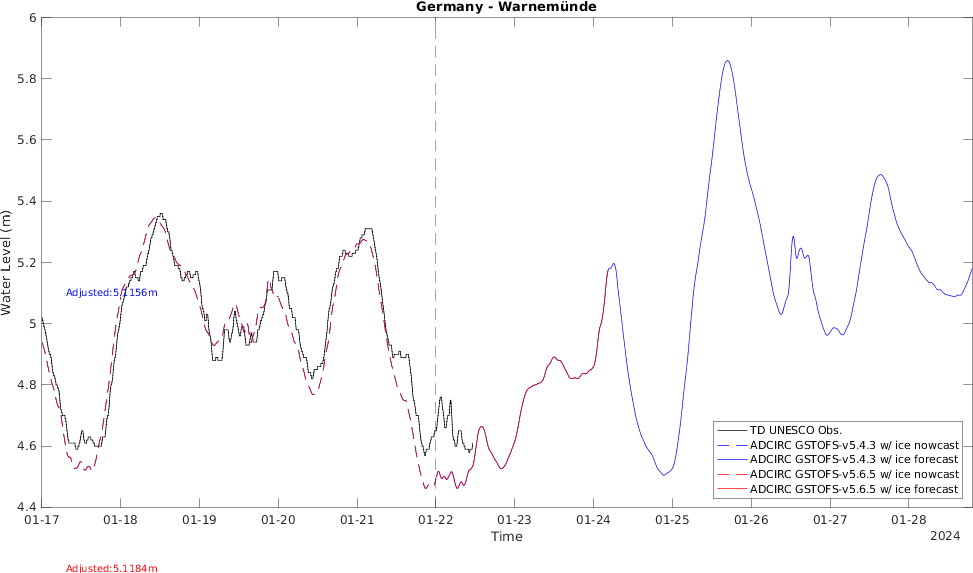 Germany - Warnemünde
6
5.8
5.6
5.4
5.2
5
4.8
4.6
4.4
Water Level (m)
Adjusted:5.1156m
TD UNESCO Obs.
ADCIRC GSTOFS-v5.4.3 w/ ice nowcast
ADCIRC GSTOFS-v5.4.3 w/ ice forecast
ADCIRC GSTOFS-v5.6.5 w/ ice nowcast
ADCIRC GSTOFS-v5.6.5 w/ ice forecast
01-17 01-18 01-19 01-20 01-21 01-22 01-23 01-24 01-25 01-26 01-27 01-28
Time
2024
Adjusted:5.1184m